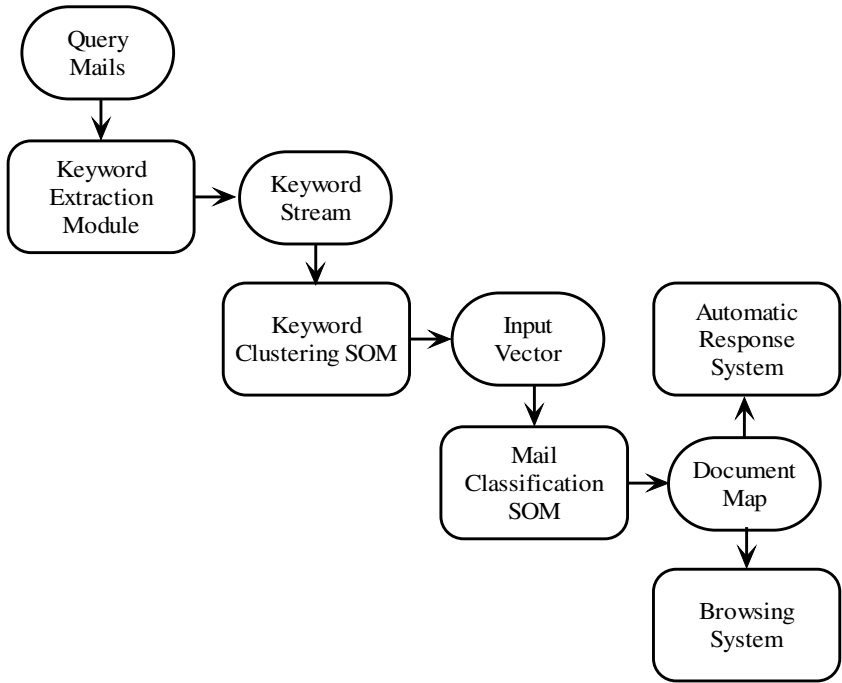 Query
Mails
Keyword
Extraction
Module
Keyword
Stream
Keyword
Clustering SOM
Input
Vector
Automatic
Response
System
Mail
Classification
SOM
Document
Map
Browsing
System